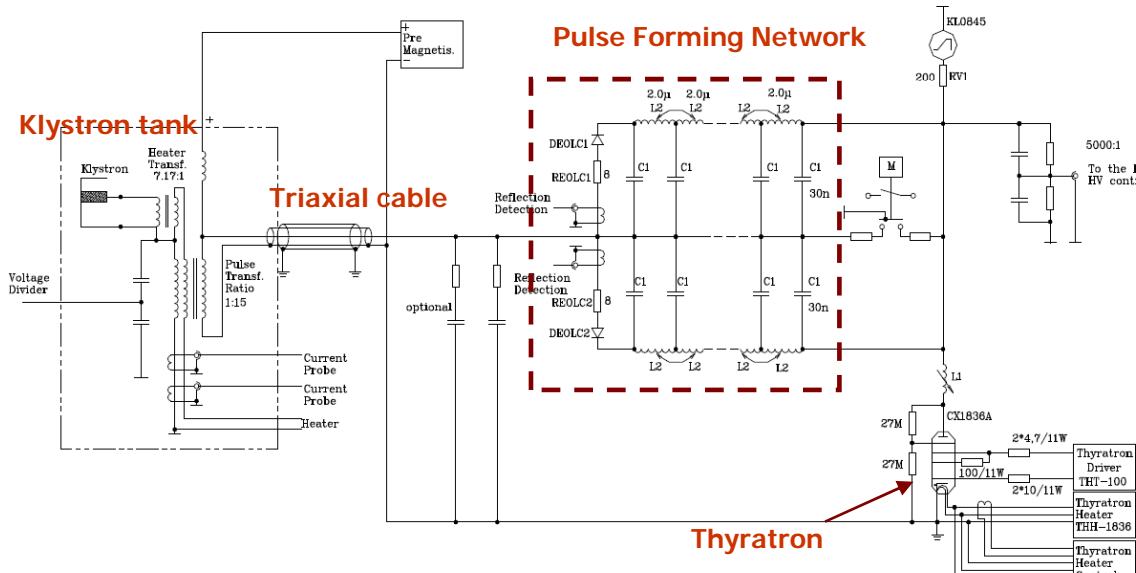 KL0845
+
Pre
Magnetis.
−
Pulse Forming Network
200
RV1
2.0µ
2.0µ
2.0µ
L2
L2
L2
L2
Klystron tank
+
DEOLC1
Heater
Transf.
7.17:1
5000:1
M
Klystron
C1
C1
C1
C1
REOLC1
8
To the
HV cont
Triaxial cable
30n
Reflection
Detection
Voltage
Divider
Pulse
Transf.
Ratio
1:15
Reflection
Detection
C1
C1
C1
C1
optional
REOLC2
8
30n
DEOLC2
Current
Probe
L2
L2
L2
L2
L1
Current
Probe
CX1836A
27M
Heater
2*4,7/11W
27M
100/11W
Thyratron
Driver
THT-100
2*10/11W
Thyratron
Heater
THH-1836
Thyratron
Thyratron
Heater